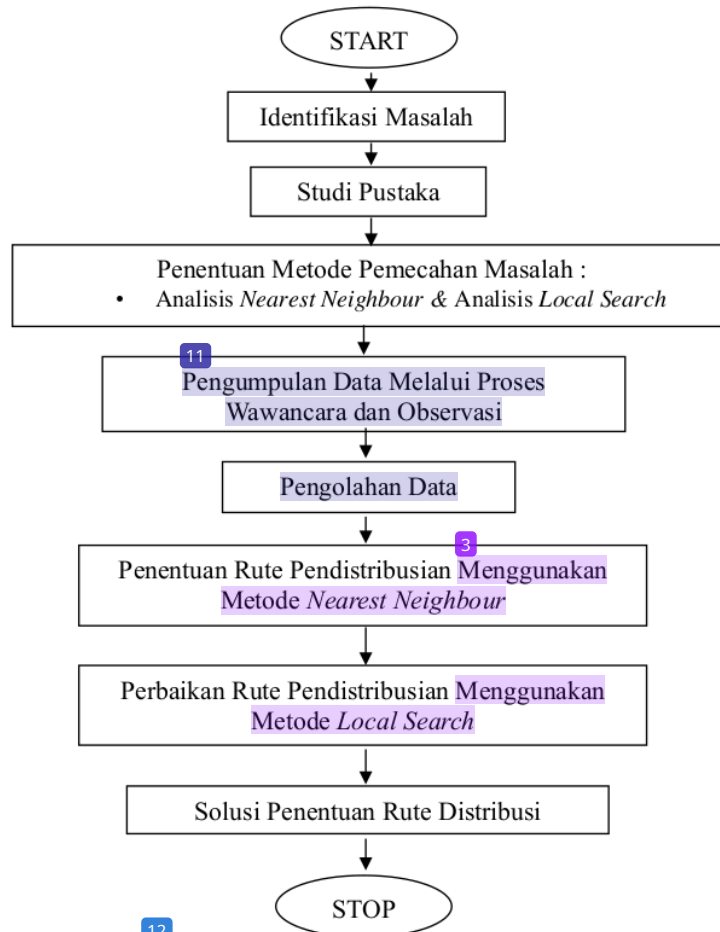 START
Identifikasi Masalah
Studi Pustaka
Penentuan Metode Pemecahan Masalah :
• Analisis Nearest Neighbour & Analisis Local Search
11
Pengumpulan Data Melalui Proses
Wawancara dan Observasi
Pengolahan Data
3
Penentuan Rute Pendistribusian Menggunakan
Metode Nearest Neighbour
Perbaikan Rute Pendistribusian Menggunakan
Metode Local Search
Solusi Penentuan Rute Distribusi
STOP
12